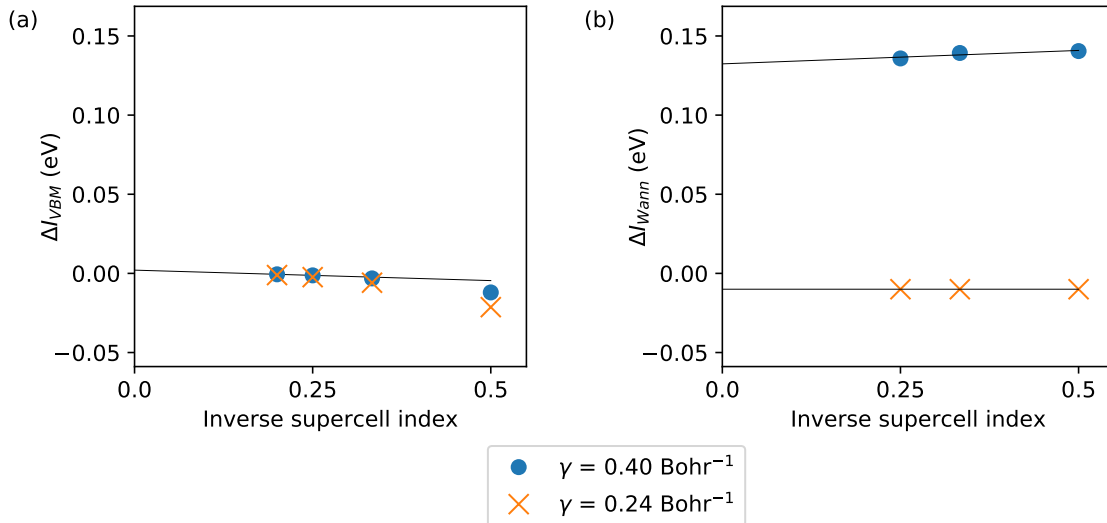 (a)
0.15
0.10
0.05
0.00
−0.05
ΔI_VBM (eV)
0.0
0.25
0.5
Inverse supercell index
(b)
0.15
0.10
0.05
0.00
−0.05
ΔI_Wann (eV)
0.0
0.25
0.5
Inverse supercell index
γ = 0.40 Bohr⁻¹
γ = 0.24 Bohr⁻¹